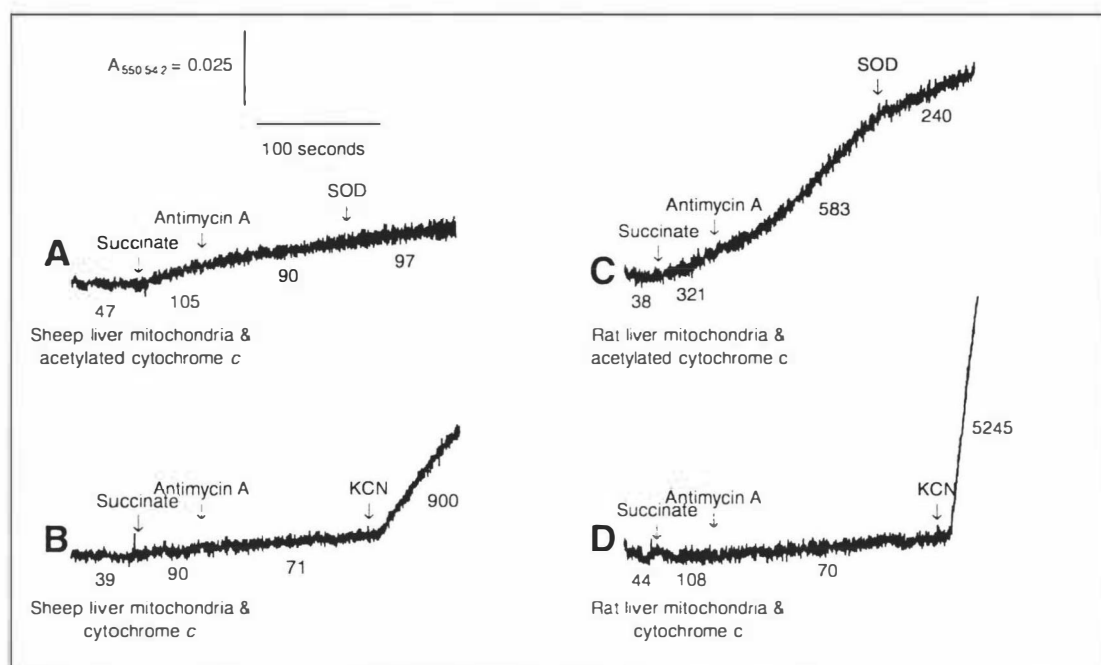 A550 542 = 0.025
100 seconds
A
Succinate
Antimycin A
SOD
47
105
90
97
Sheep liver mitochondria &
acetylated cytochrome c
B
Succinate
Antimycin A
KCN
39
90
71
900
Sheep liver mitochondria &
cytochrome c
C
Succinate
Antimycin A
SOD
38
321
583
240
Rat liver mitochondria &
acetylated cytochrome c
D
Succinate
Antimycin A
KCN
44
108
70
5245
Rat liver mitochondria &
cytochrome c